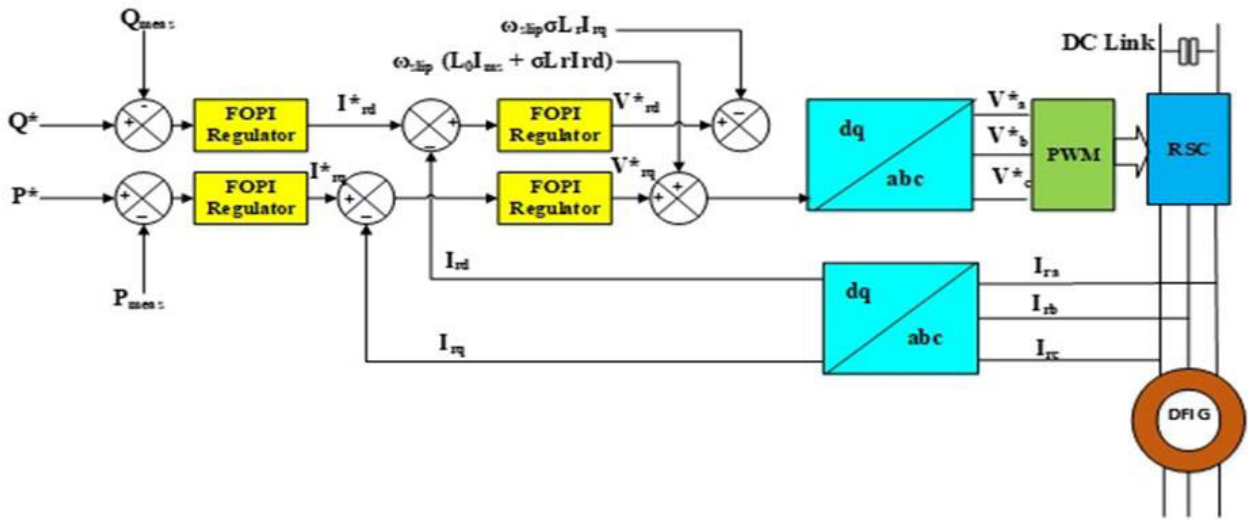 Qmeas
ωslipσLrIrq
DC Link
ωslip (L0Ims + σLrIrd)
Q*
+
-
FOPI Regulator
I*rd
+
−
FOPI Regulator
V*rd
+
−
dq
abc
V*a
V*b
V*c
PWM
RSC
P*
+
−
FOPI Regulator
I*rq
+
−
FOPI Regulator
V*rq
+
+
Pmeas
Ird
Irq
dq
abc
Ira
Irb
Irc
DFIG